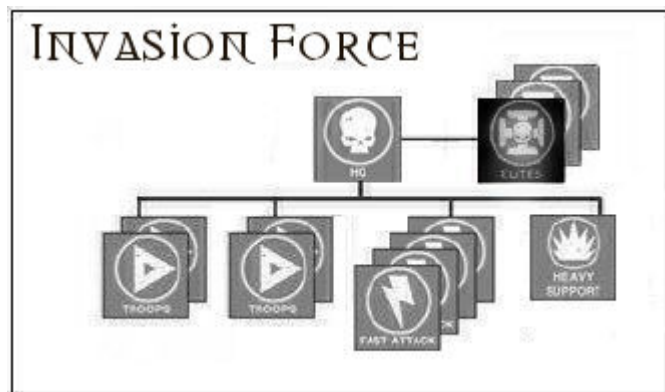 INVASION FORCE
HQ
ELITES
TROOPS
TROOPS
FAST ATTACK
HEAVY
SUPPORT